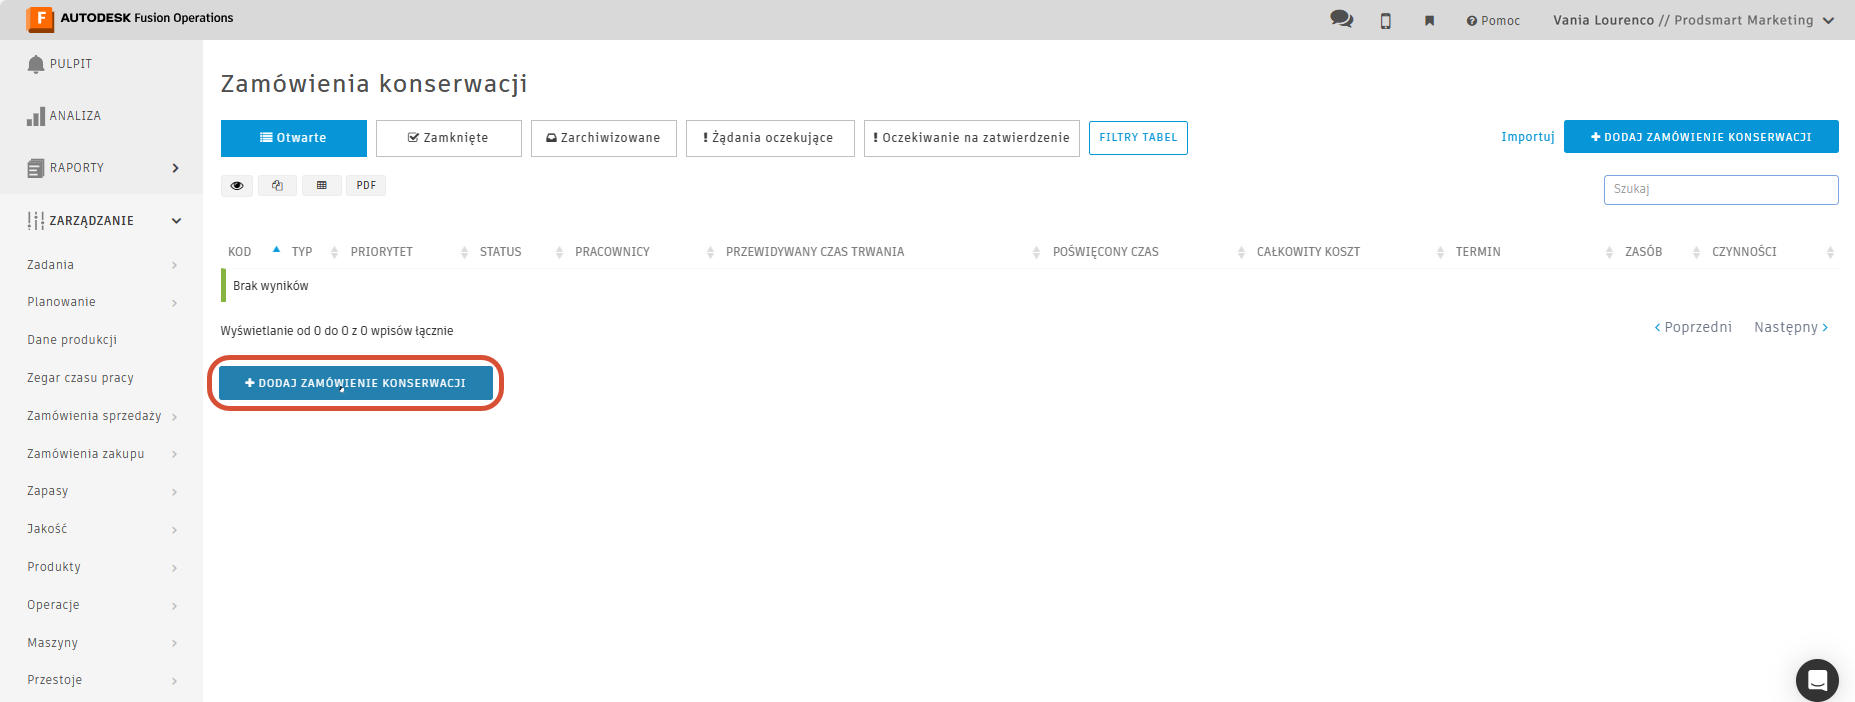 F AUTODESK Fusion Operations
Pomoc
Vania Lourenco // Prodsmart Marketing
PULPIT
ANALIZA
RAPORTY
ZARZĄDZANIE
Zadania
Planowanie
Dane produkcji
Zegar czasu pracy
Zamówienia sprzedaży
Zamówienia zakupu
Zapasy
Jakość
Produkty
Operacje
Maszyny
Przestoje
Zamówienia konserwacji
Otwarte
Zamknięte
Zarchiwizowane
Żądania oczekujące
Oczekiwanie na zatwierdzenie
FILTRY TABEL
Importuj
DODAJ ZAMÓWIENIE KONSERWACJI
PDF
Szukaj
KOD TYP PRIORYTET STATUS PRACOWNICY PRZEWIDYWANY CZAS TRWANIA POŚWIĘCONY CZAS CAŁKOWITY KOSZT TERMIN ZASÓB CZYNNOŚCI
Brak wyników
Wyświetlanie od 0 do 0 z 0 wpisów łącznie
Poprzedni Następny
DODAJ ZAMÓWIENIE KONSERWACJI